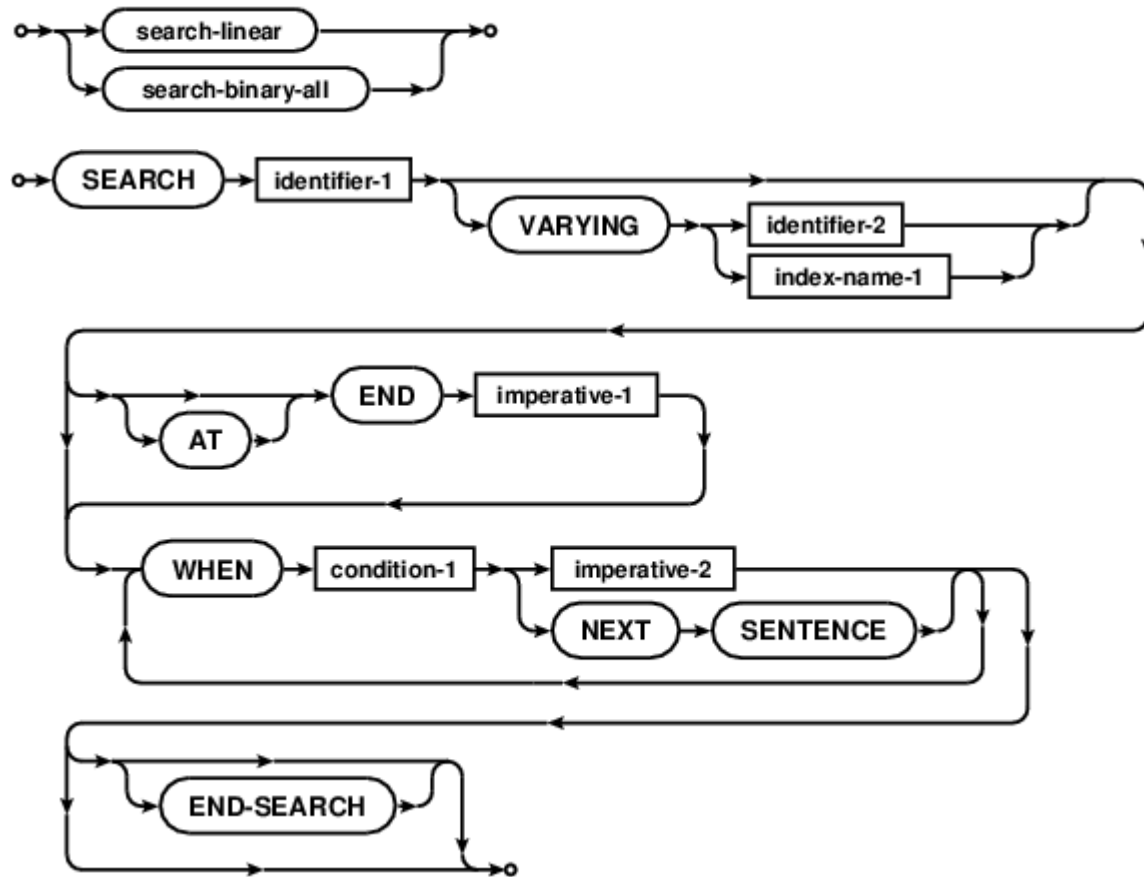 search-linear
search-binary-all
SEARCH identifier-1
VARYING identifier-2
index-name-1
END imperative-1
AT
WHEN condition-1 imperative-2
NEXT SENTENCE
END-SEARCH